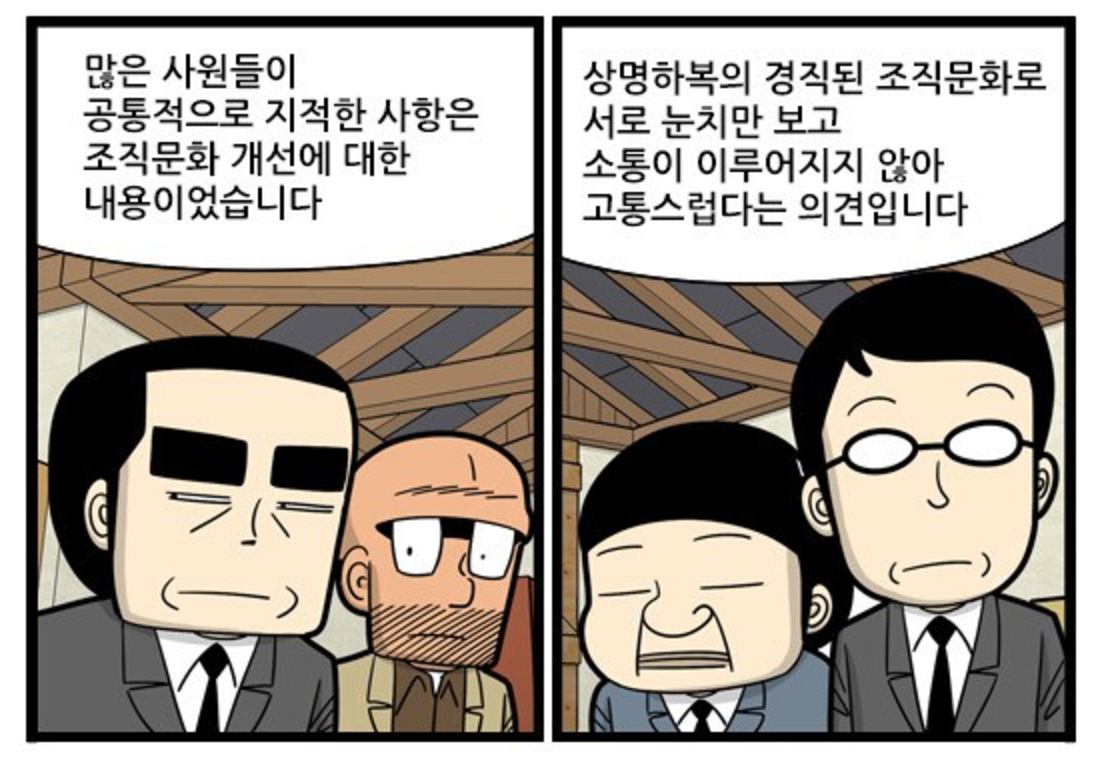 많은 사원들이
공통적으로 지적한 사항은
조직문화 개선에 대한
내용이었습니다
상명하복의 경직된 조직문화로
서로 눈치만 보고
소통이 이루어지지 않아
고통스럽다는 의견입니다